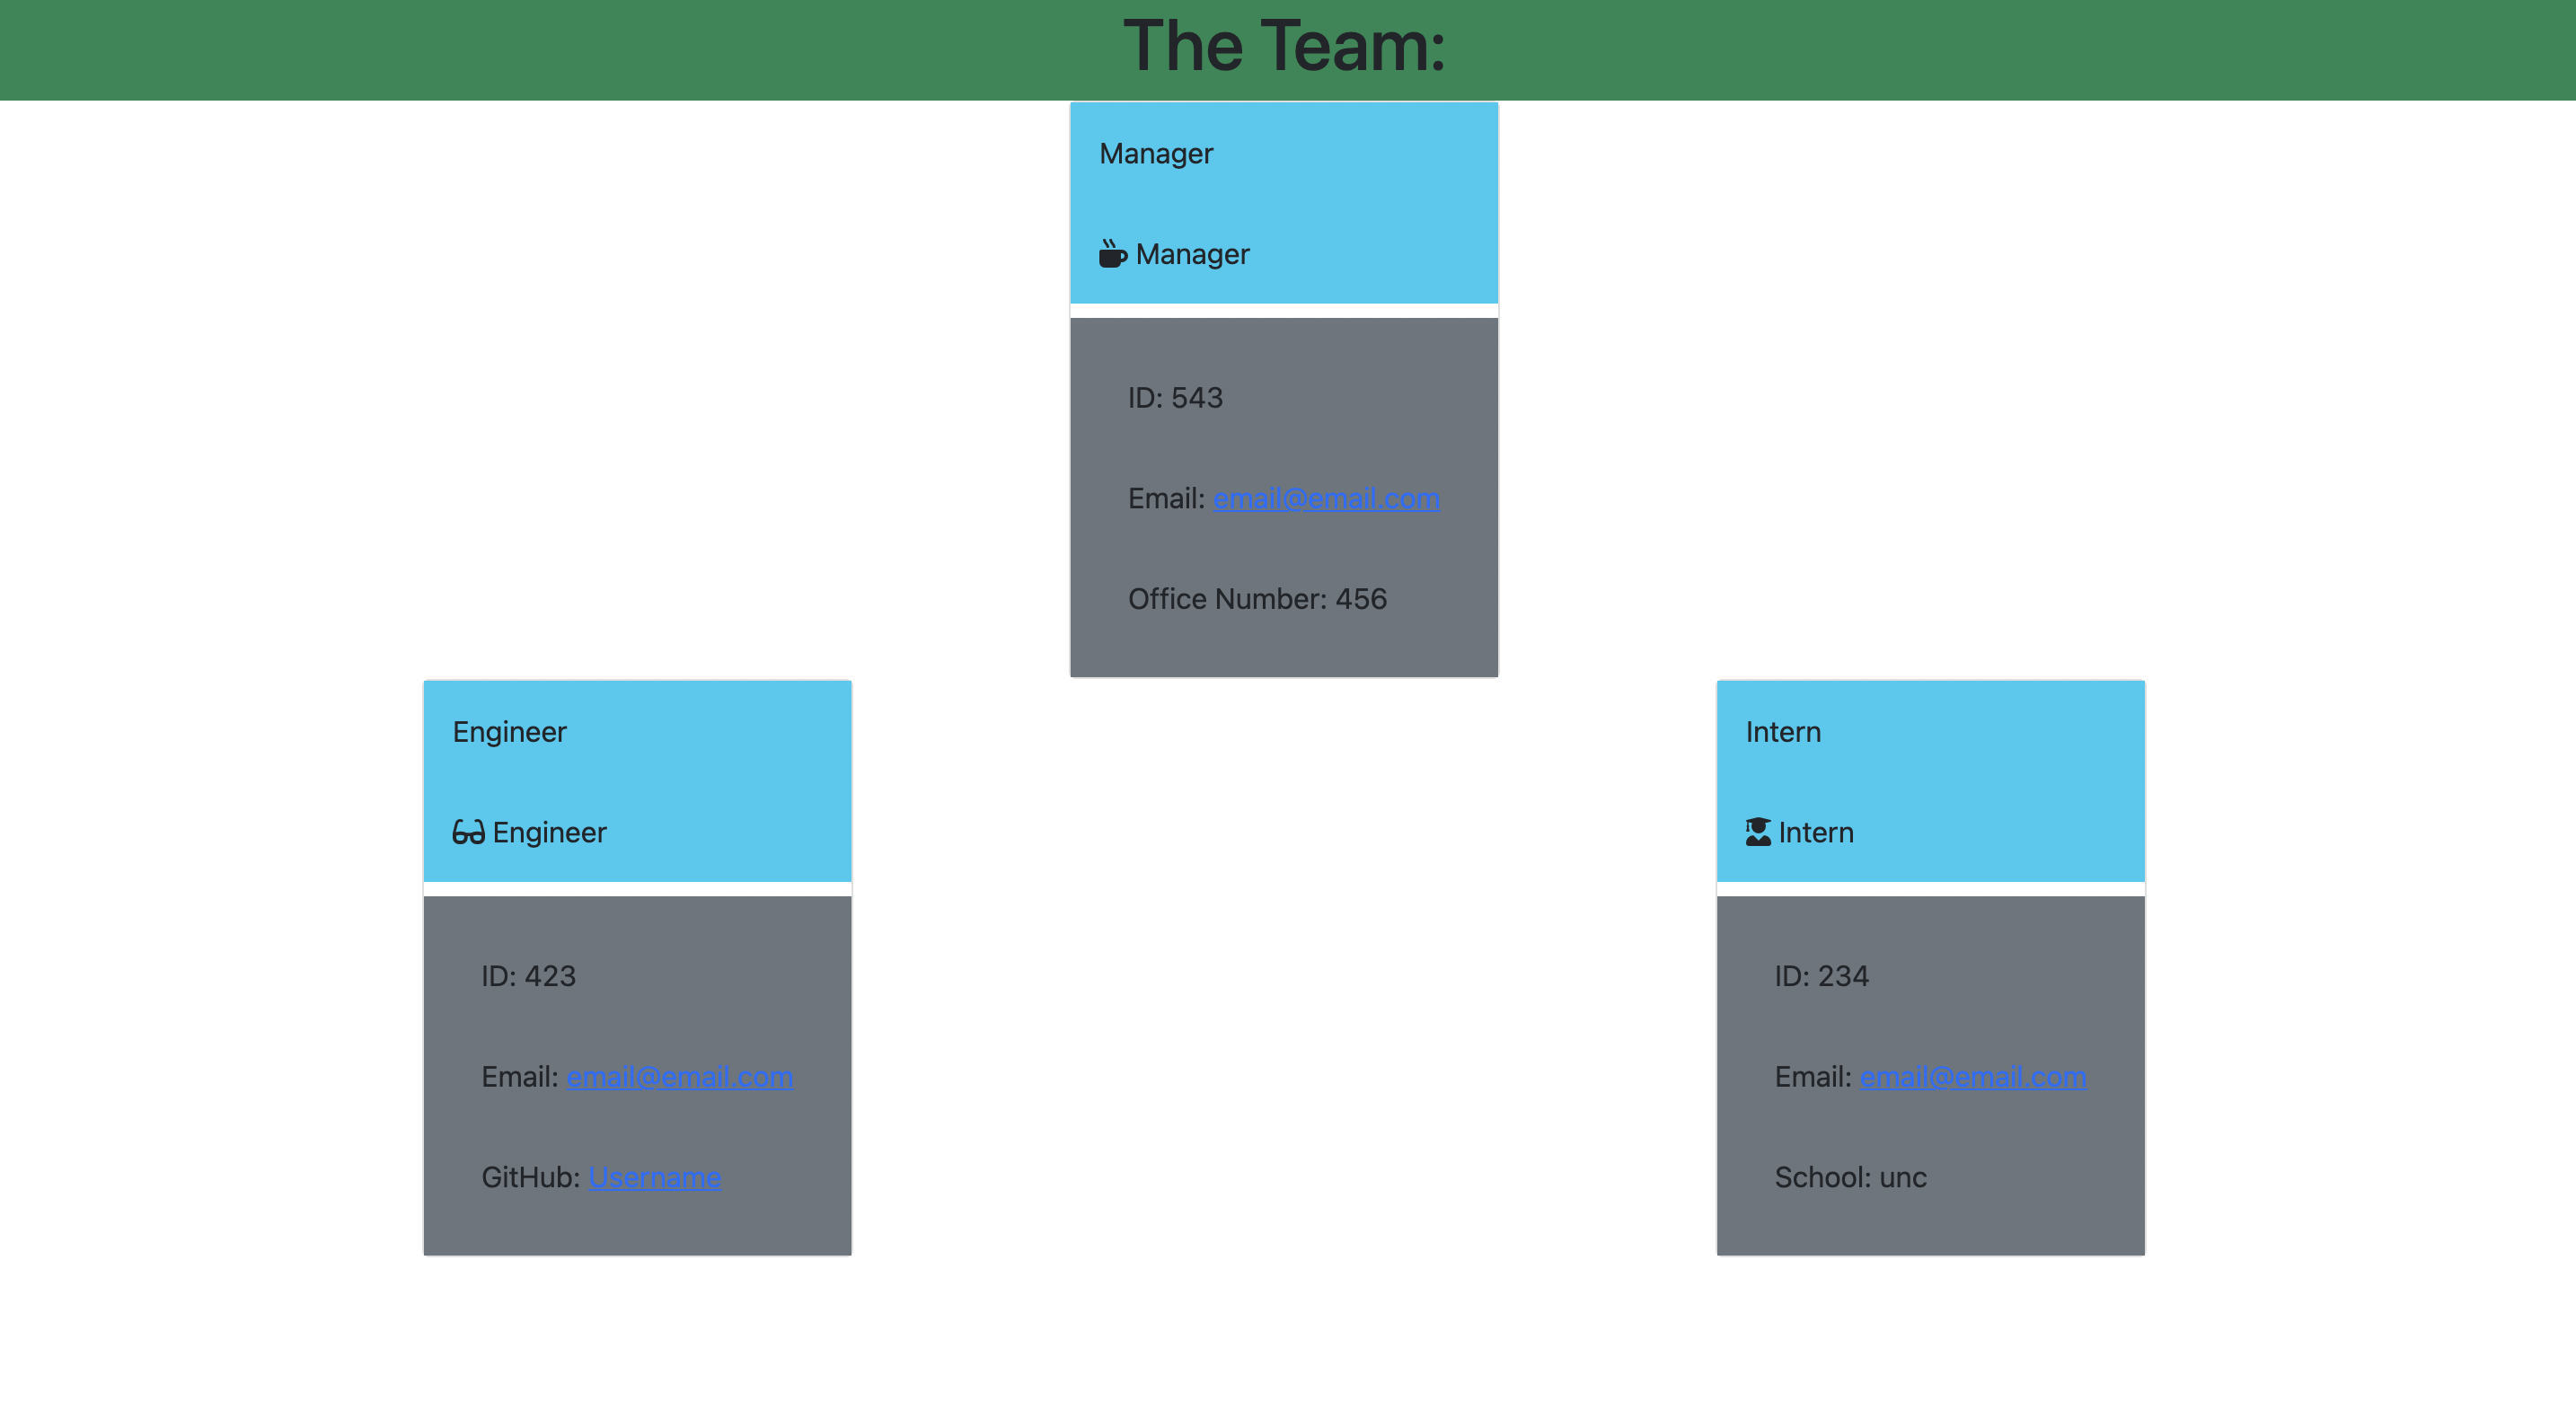 The Team:
Manager
Manager
ID: 543
Email: email@email.com
Office Number: 456
Engineer
Engineer
ID: 423
Email: email@email.com
GitHub: Username
Intern
Intern
ID: 234
Email: email@email.com
School: unc